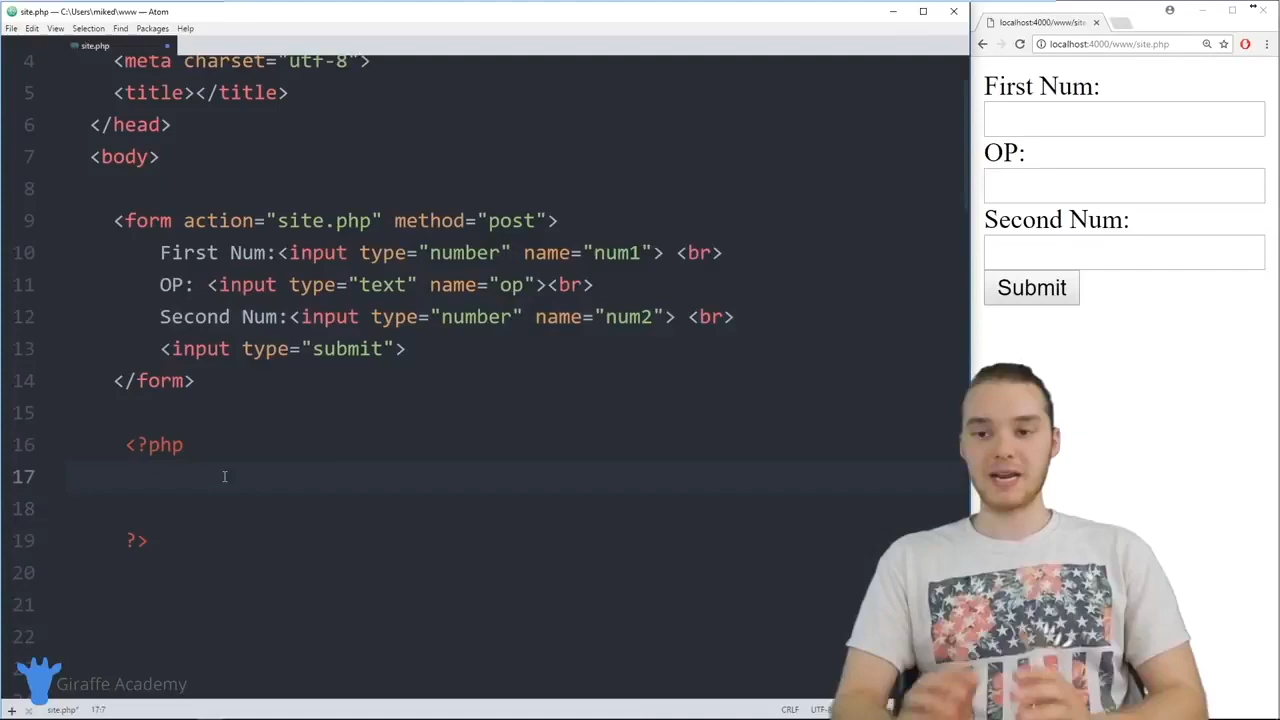 site.php — C:\Users\miked\www — Atom
File Edit View Selection Find Packages Help
site.php
4 <meta charset="utf-8">
5 <title></title>
6 </head>
7 <body>
8
9 <form action="site.php" method="post">
10 First Num:<input type="number" name="num1"> <br>
11 OP: <input type="text" name="op"><br>
12 Second Num:<input type="number" name="num2"> <br>
13 <input type="submit">
14 </form>
15
16 <?php
17
18
19 ?>
20
21
22
Giraffe Academy
site.php* 17:7 CRLF
localhost:4000/www/site
localhost:4000/www/site.php
First Num:
OP:
Second Num:
Submit